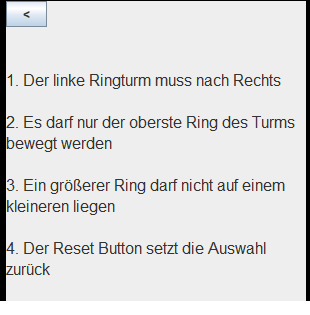 <
1. Der linke Ringturm muss nach Rechts
2. Es darf nur der oberste Ring des Turms
bewegt werden
3. Ein größerer Ring darf nicht auf einem
kleineren liegen
4. Der Reset Button setzt die Auswahl
zurück